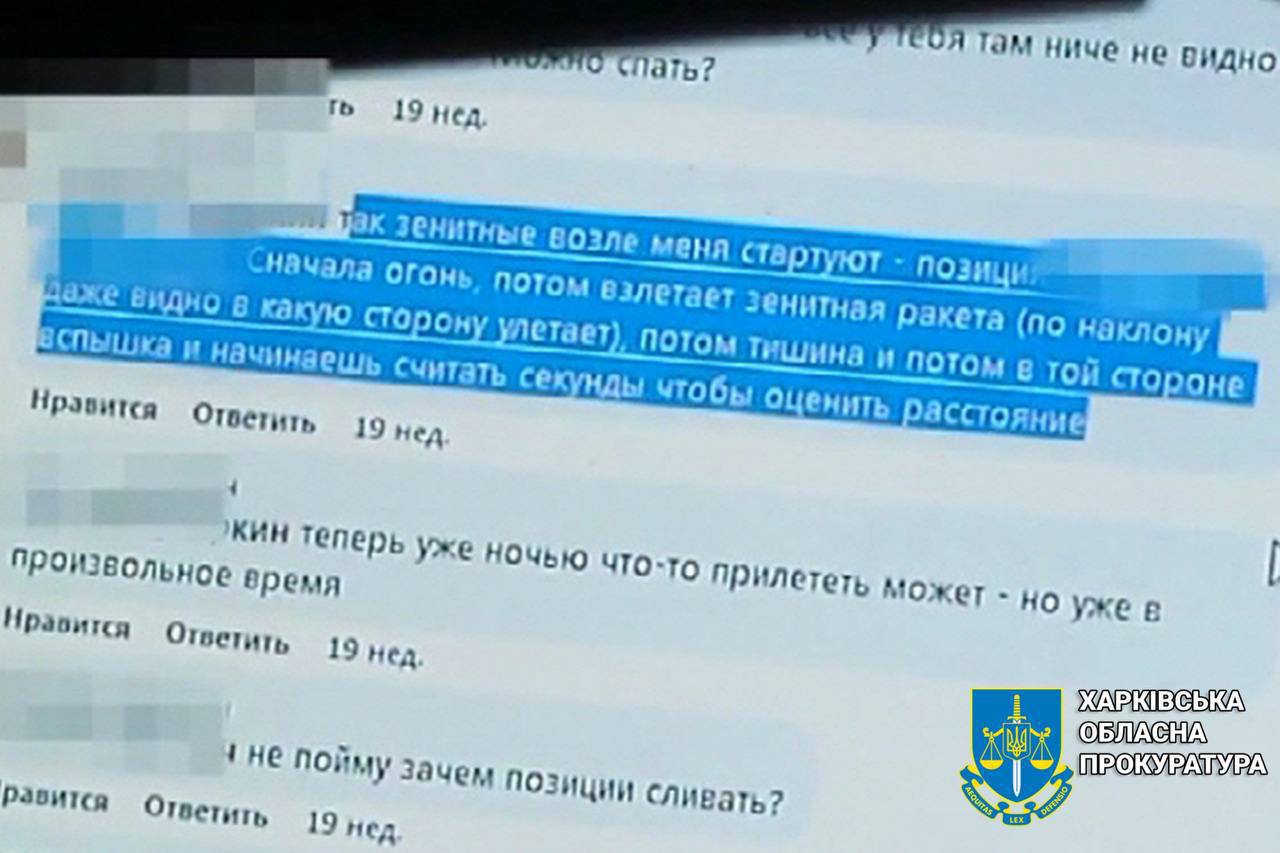 все у тебя там ниче не видно
Можно спать?
ть 19 нед.
так зенитные возле меня стартуют - позици
Сначала огонь, потом взлетает зенитная ракета (по наклону
даже видно в какую сторону улетает), потом тишина и потом в той стороне
вспышка и начинаешь считать секунды чтобы оценить расстояние
Нравится Ответить 19 нед.
кин теперь уже ночью что-то прилететь может - но уже в
произвольное время
Нравится Ответить 19 нед.
не пойму зачем позиции сливать?
равится Ответить 19 нед.
ХАРКІВСЬКА
ОБЛАСНА
ПРОКУРАТУРА
AEQUITAS LEX DEFENSIO